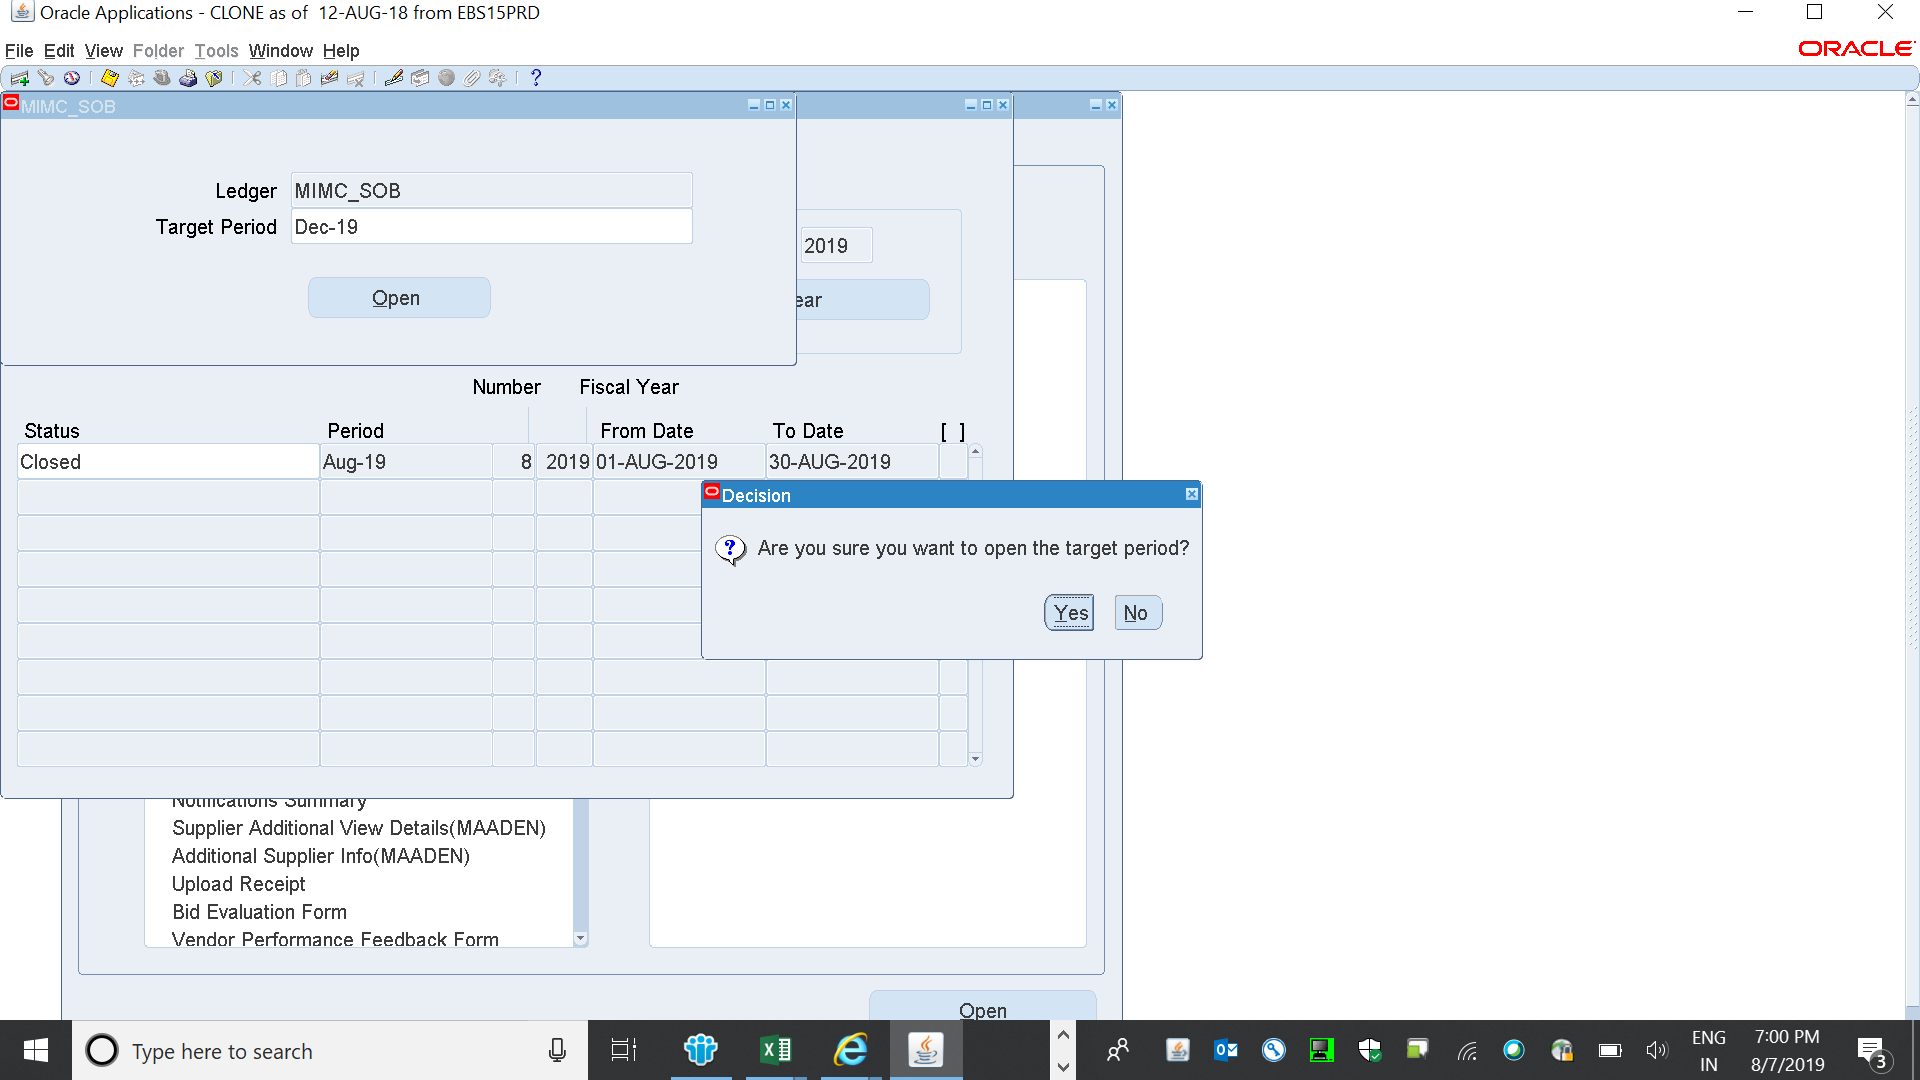 Oracle Applications - CLONE as of  12-AUG-18 from EBS15PRD
File Edit View Folder Tools Window Help
ORACLE
MIMC_SOB
Ledger MIMC_SOB
Target Period Dec-19
2019
Open
ear
Number Fiscal Year
Status Period From Date To Date [ ]
Closed Aug-19 8 2019 01-AUG-2019 30-AUG-2019
Decision
Are you sure you want to open the target period?
Yes No
Notifications Summary
Supplier Additional View Details(MAADEN)
Additional Supplier Info(MAADEN)
Upload Receipt
Bid Evaluation Form
Vendor Performance Feedback Form
Open
Type here to search
ENG
IN
7:00 PM
8/7/2019
3